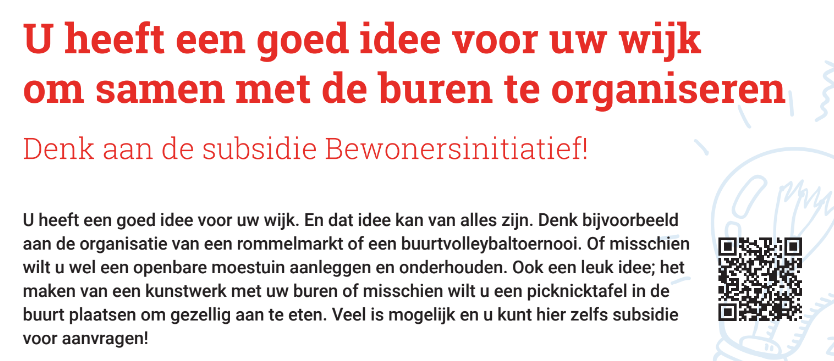 U heeft een goed idee voor uw wijk
om samen met de buren te organiseren
Denk aan de subsidie Bewonersinitiatief!
U heeft een goed idee voor uw wijk. En dat idee kan van alles zijn. Denk bijvoorbeeld
aan de organisatie van een rommelmarkt of een buurtvolleybaltoernooi. Of misschien
wilt u wel een openbare moestuin aanleggen en onderhouden. Ook een leuk idee; het
maken van een kunstwerk met uw buren of misschien wilt u een picknicktafel in de
buurt plaatsen om gezellig aan te eten. Veel is mogelijk en u kunt hier zelfs subsidie
voor aanvragen!